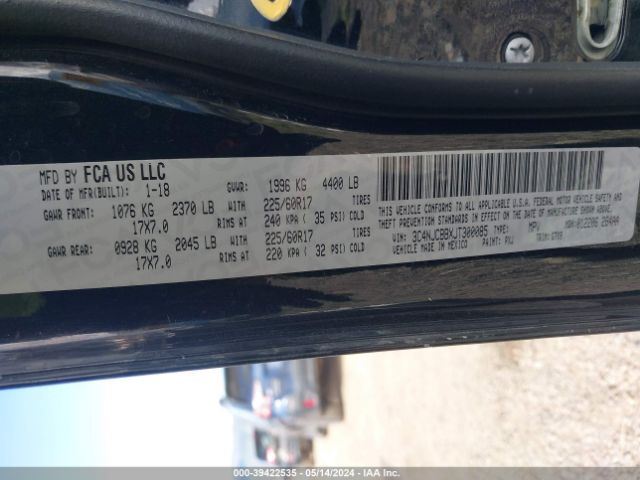 MFD BY FCA US LLC
DATE OF MFR(BUILT): 1-18 GVWR: 1996 KG 4400 LB
GAWR FRONT: 1076 KG 2370 LB WITH 225/60R17 TIRES
17X7.0 RIMS AT 240 KPA ( 35 PSI) COLD
GAWR REAR: 0928 KG 2045 LB WITH 225/60R17 TIRES
17X7.0 RIMS AT 220 KPA ( 32 PSI) COLD
THIS VEHICLE CONFORMS TO ALL APPLICABLE U.S.A. FEDERAL MOTOR VEHICLE SAFETY, BUMPER AND
THEFT PREVENTION STANDARDS IN EFFECT ON THE DATE OF MANUFACTURE SHOWN ABOVE.
VIN: 3C4NJCBBXJT300085 TYPE: MPV
VEHICLE MADE IN MEXICO PAINT: PXJ TRIM:
000-39422535 - 05/14/2024 - IAA Inc.